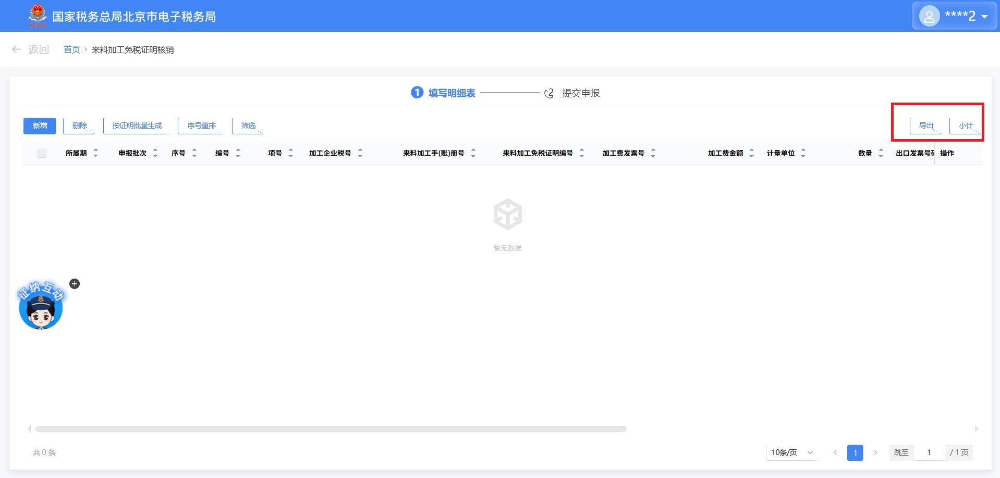 国家税务总局北京市电子税务局
****2
返回 首页 › 来料加工免税证明核销
1 填写明细表 2 提交申报
新增 删除 按证明批量生成 序号重排 筛选 导出 小计
所属期 申报批次 序号 编号 项号 加工企业税号 来料加工手(账)册号 来料加工免税证明编号 加工费发票号 加工费金额 计量单位 数量 出口发票号码 操作
暂无数据
征纳互动
共 0 条 10条/页 1 跳至 1 / 1 页